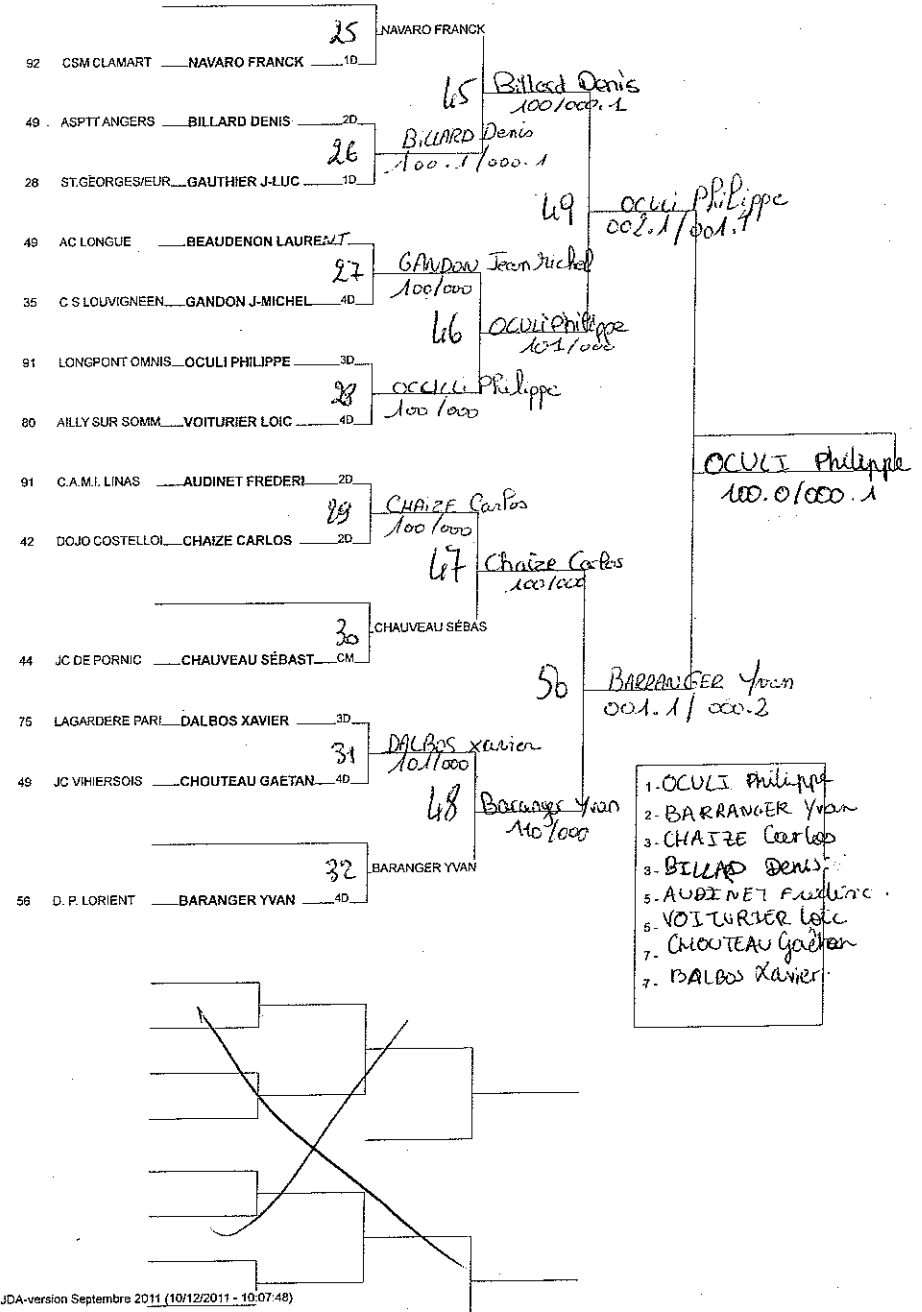 25 NAVARO FRANCK
92 CSM CLAMART NAVARO FRANCK 1D
45 Billard Denis
100/000.1
49 ASPTT ANGERS BILLARD DENIS 2D
26 BILLARD Denis
100.1/000.1
28 ST.GEORGES/EUR GAUTHIER J-LUC 1D
49 OCULI Philippe
002.1/001.1
49 AC LONGUE BEAUDENON LAURENT
27 GANDON Jean Michel
100/000
35 C S LOUVIGNEEN GANDON J-MICHEL 4D
46 OCULI Philippe
101/000
91 LONGPONT OMNIS OCULI PHILIPPE 3D
28 OCCULI Philippe
100/000
80 AILLY SUR SOMM VOITURIER LOIC 4D
OCULI Philippe
100.0/000.1
91 C.A.M.I. LINAS AUDINET FREDERI 2D
29 CHAIZE Carlos
100/000
42 DOJO COSTELLOI CHAIZE CARLOS 2D
47 Chaize Carlos
100/000
30 CHAUVEAU SÉBAS
44 JC DE PORNIC CHAUVEAU SÉBAST CM
50 BARRANGER Yvan
001.1/000.2
75 LAGARDERE PARI DALBOS XAVIER 3D
31 DALBOS Xavier
101/000
49 JC VIHIERSOIS CHOUTEAU GAETAN 4D
48 Baranger Yvan
110/000
32 BARANGER YVAN
56 D. P. LORIENT BARANGER YVAN 4D
1- OCULI Philippe
2- BARRANGER Yvan
3- CHAIZE Carlos
3- BILLAD Denis
5- AUDINET Frederic.
5- VOITURIER Loïc
7- CHOUTEAU Gaëtan
7- BALBOS Xavier.
JDA-version Septembre 2011 (10/12/2011 - 10:07:48)